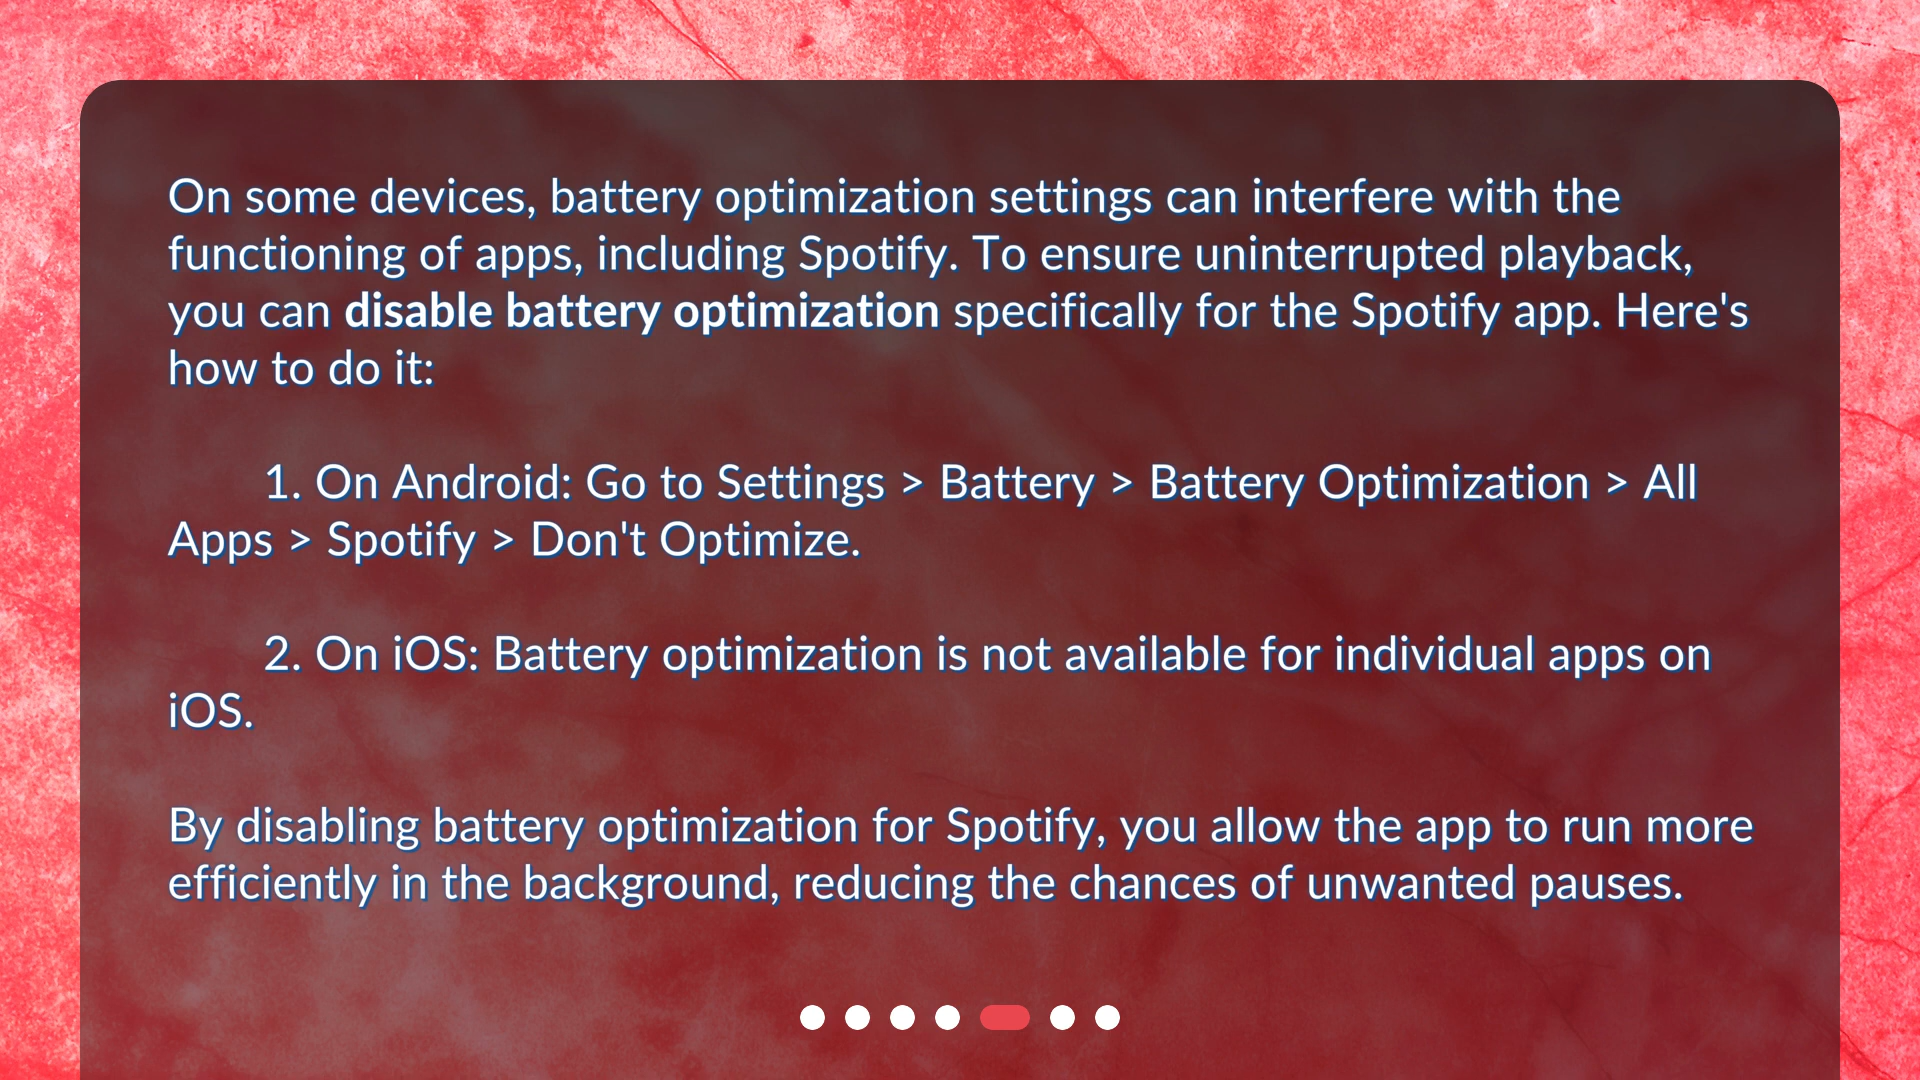 On some devices, battery optimization settings can interfere with the
functioning of apps, including Spotify. To ensure uninterrupted playback,
you can disable battery optimization specifically for the Spotify app. Here's
how to do it:
1. On Android: Go to Settings > Battery > Battery Optimization > All
Apps > Spotify > Don't Optimize.
2. On iOS: Battery optimization is not available for individual apps on
iOS.
By disabling battery optimization for Spotify, you allow the app to run more
efficiently in the background, reducing the chances of unwanted pauses.